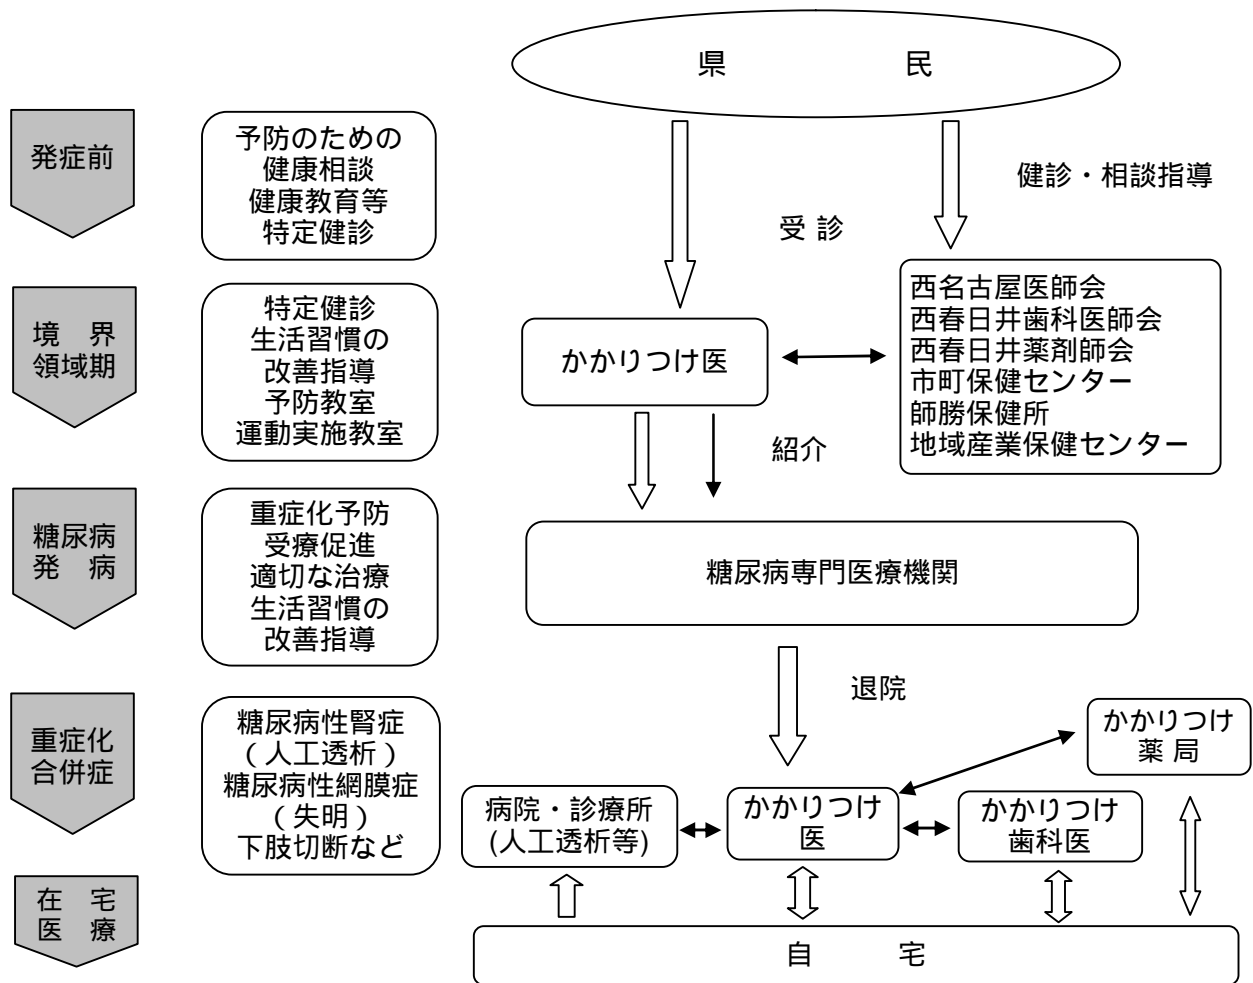 県　　　民
発症前
予防のための
健康相談
健康教育等
特定健診
健診・相談指導
受 診
境　界
領域期
特定健診
生活習慣の
改善指導
予防教室
運動実施教室
かかりつけ医
西名古屋医師会
西春日井歯科医師会
西春日井薬剤師会
市町保健センター
師勝保健所
地域産業保健センター
紹介
糖尿病
発　病
重症化予防
受療促進
適切な治療
生活習慣の
改善指導
糖尿病専門医療機関
退院
重症化
合併症
糖尿病性腎症
（人工透析）
糖尿病性網膜症
（失明）
下肢切断など
かかりつけ
薬 局
病院・診療所
(人工透析等)
かかりつけ
医
かかりつけ
歯科医
在　宅
医　療
自　　　宅